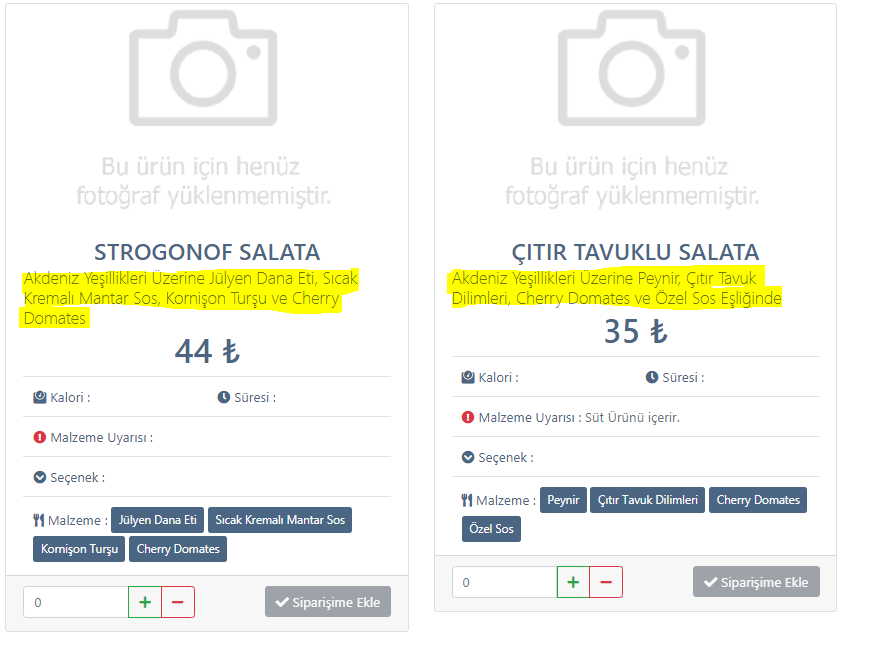 Bu ürün için henüz
fotoğraf yüklenmemiştir.
STROGONOF SALATA
Akdeniz Yeşillikleri Üzerine Jülyen Dana Eti, Sıcak
Kremalı Mantar Sos, Kornişon Turşu ve Cherry
Domates
44 ₺
Kalori :
Süresi :
Malzeme Uyarısı :
Seçenek :
Malzeme : Jülyen Dana Eti Sıcak Kremalı Mantar Sos
Kornişon Turşu Cherry Domates
0 + −
Siparişime Ekle
Bu ürün için henüz
fotoğraf yüklenmemiştir.
ÇITIR TAVUKLU SALATA
Akdeniz Yeşillikleri Üzerine Peynir, Çıtır Tavuk
Dilimleri, Cherry Domates ve Özel Sos Eşliğinde
35 ₺
Kalori :
Süresi :
Malzeme Uyarısı : Süt Ürünü içerir.
Seçenek :
Malzeme : Peynir Çıtır Tavuk Dilimleri Cherry Domates
Özel Sos
0 + −
Siparişime Ekle